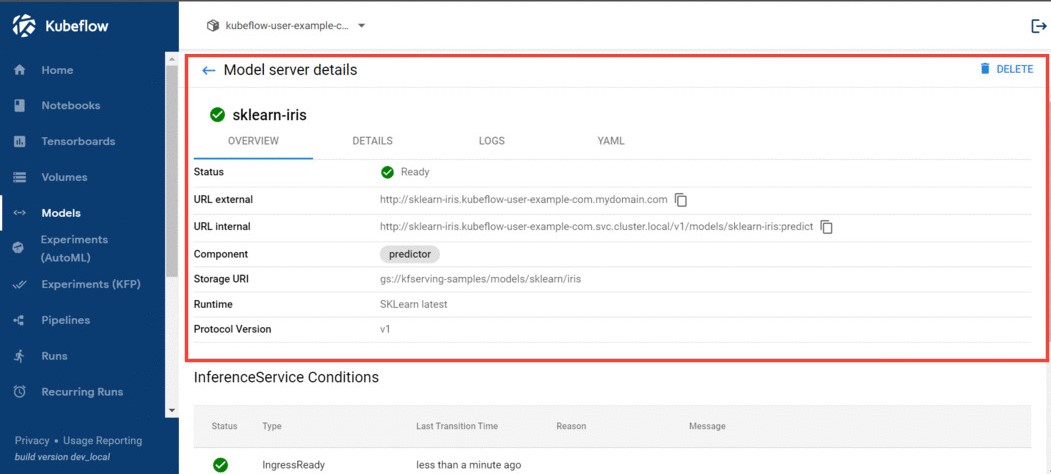 Kubeflow
kubeflow-user-example-c...
Home
Notebooks
Tensorboards
Volumes
Models
Experiments
(AutoML)
Experiments (KFP)
Pipelines
Runs
Recurring Runs
Privacy • Usage Reporting
build version dev_local
Model server details
DELETE
sklearn-iris
OVERVIEW DETAILS LOGS YAML
Status Ready
URL external http://sklearn-iris.kubeflow-user-example-com.mydomain.com
URL internal http://sklearn-iris.kubeflow-user-example-com.svc.cluster.local/v1/models/sklearn-iris:predict
Component predictor
Storage URI gs://kfserving-samples/models/sklearn/iris
Runtime SKLearn latest
Protocol Version v1
InferenceService Conditions
Status Type Last Transition Time Reason Message
IngressReady less than a minute ago